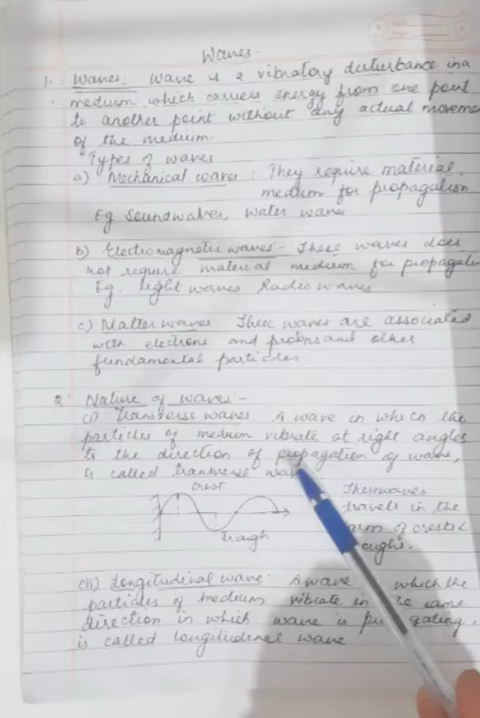 Waves.
1. Waves: Wave is a vibratory disturbance in a
medium which carries energy from one point
to another point without any actual movemen
of the medium.
Types of waves
a) Mechanical waves: They require material
medium for propagation
Eg Soundwaves, water wave
b) Electromagnetic waves:- These waves does
not require material medium for propagatio
Eg. light waves Radio waves
c) Matter waves These waves are associated
with electrons and protons and other
fundamental particles
2. Nature of waves:-
(i) Transverse waves A wave in which the
particles of medium vibrate at right angles
to the direction of propagation of wave,
is called transverse wave
crest
These waves
travels in the
of crests &
trough
(ii) Longitudinal wave: A wave which the
particles of medium vibrate in same
direction in which wave is
is called longitudinal wave